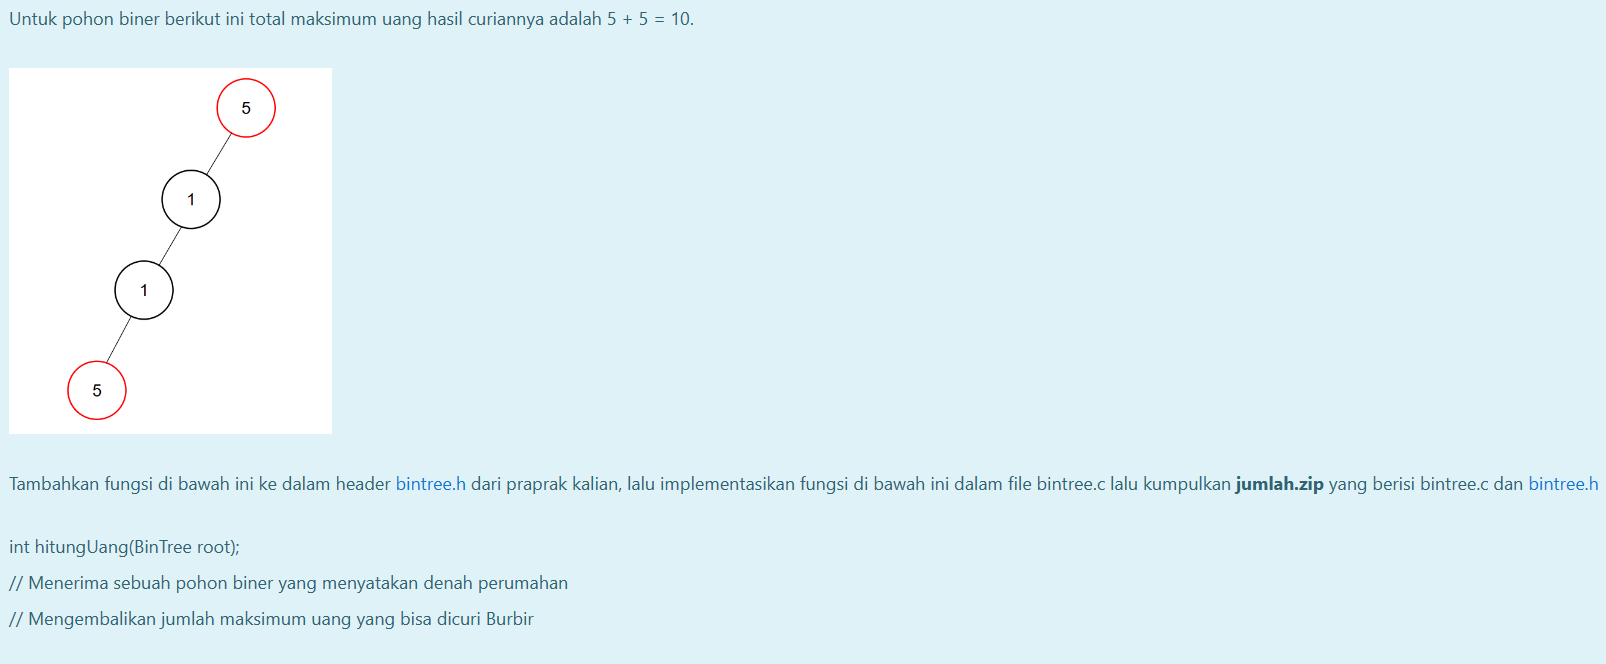 Untuk pohon biner berikut ini total maksimum uang hasil curiannya adalah 5 + 5 = 10.
5
1
1
5
Tambahkan fungsi di bawah ini ke dalam header bintree.h dari praprak kalian, lalu implementasikan fungsi di bawah ini dalam file bintree.c lalu kumpulkan jumlah.zip yang berisi bintree.c dan bintree.h
int hitungUang(BinTree root);
// Menerima sebuah pohon biner yang menyatakan denah perumahan
// Mengembalikan jumlah maksimum uang yang bisa dicuri Burbir